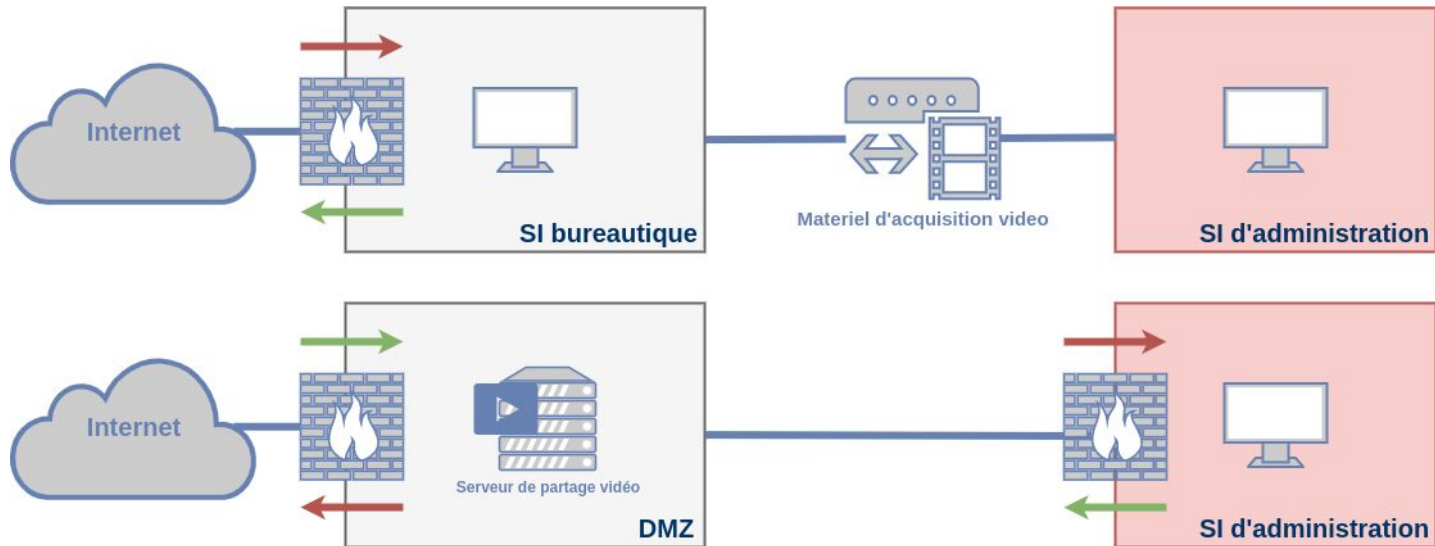 Internet
SI bureautique
Materiel d'acquisition video
SI d'administration
Internet
Serveur de partage vidéo
DMZ
SI d'administration